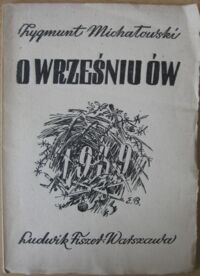 Zygmunt Michałowski
O WRZEŚNIU ÓW
1939
E.B.
Ludwik Fiszer-Warszawa